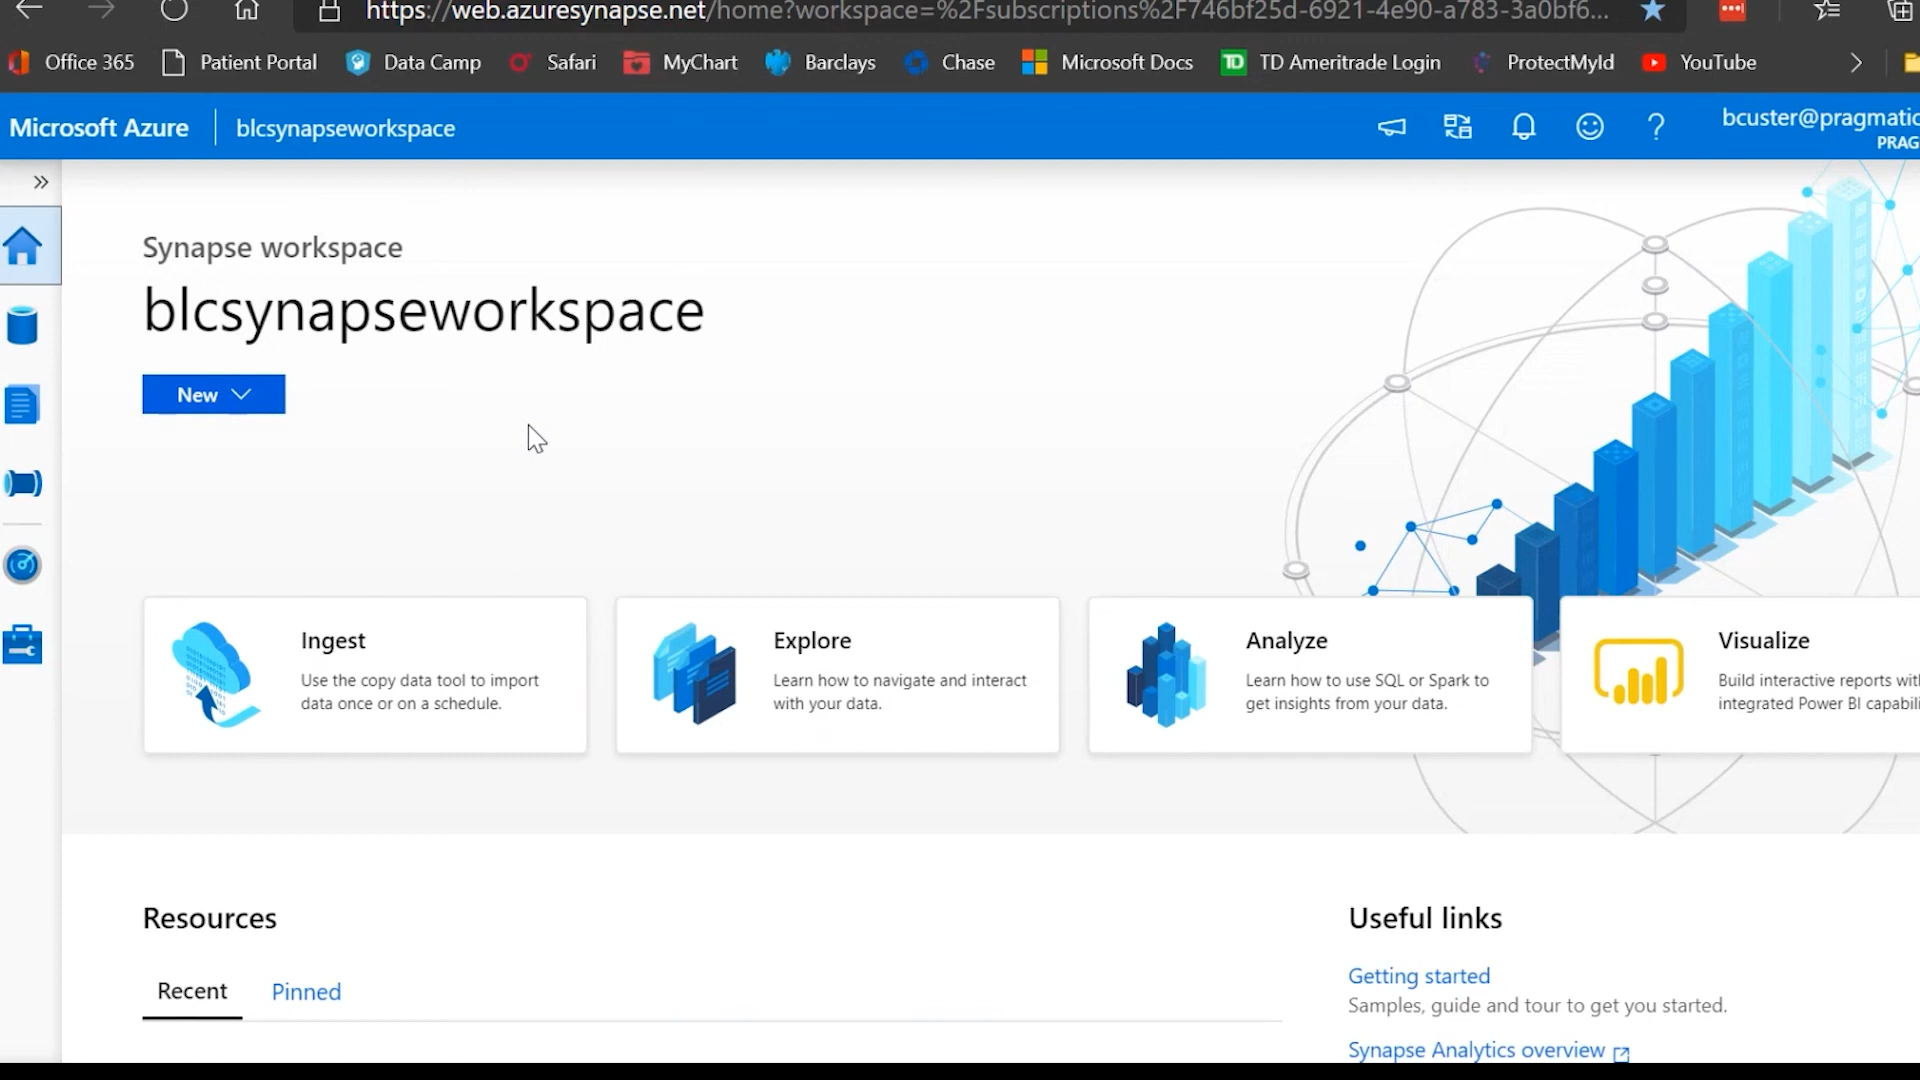 https://web.azuresynapse.net/home?workspace=%2Fsubscriptions%2F746bf25d-6921-4e90-a783-3a0bf6...
Office 365 Patient Portal Data Camp Safari MyChart Barclays Chase Microsoft Docs TD TD Ameritrade Login ProtectMyId YouTube
Microsoft Azure blcsynapseworkspace bcuster@pragmatic
PRAG
Synapse workspace
blcsynapseworkspace
New
Ingest
Use the copy data tool to import
data once or on a schedule.
Explore
Learn how to navigate and interact
with your data.
Analyze
Learn how to use SQL or Spark to
get insights from your data.
Visualize
Build interactive reports with
integrated Power BI capabili
Resources
Recent Pinned
Useful links
Getting started
Samples, guide and tour to get you started.
Synapse Analytics overview